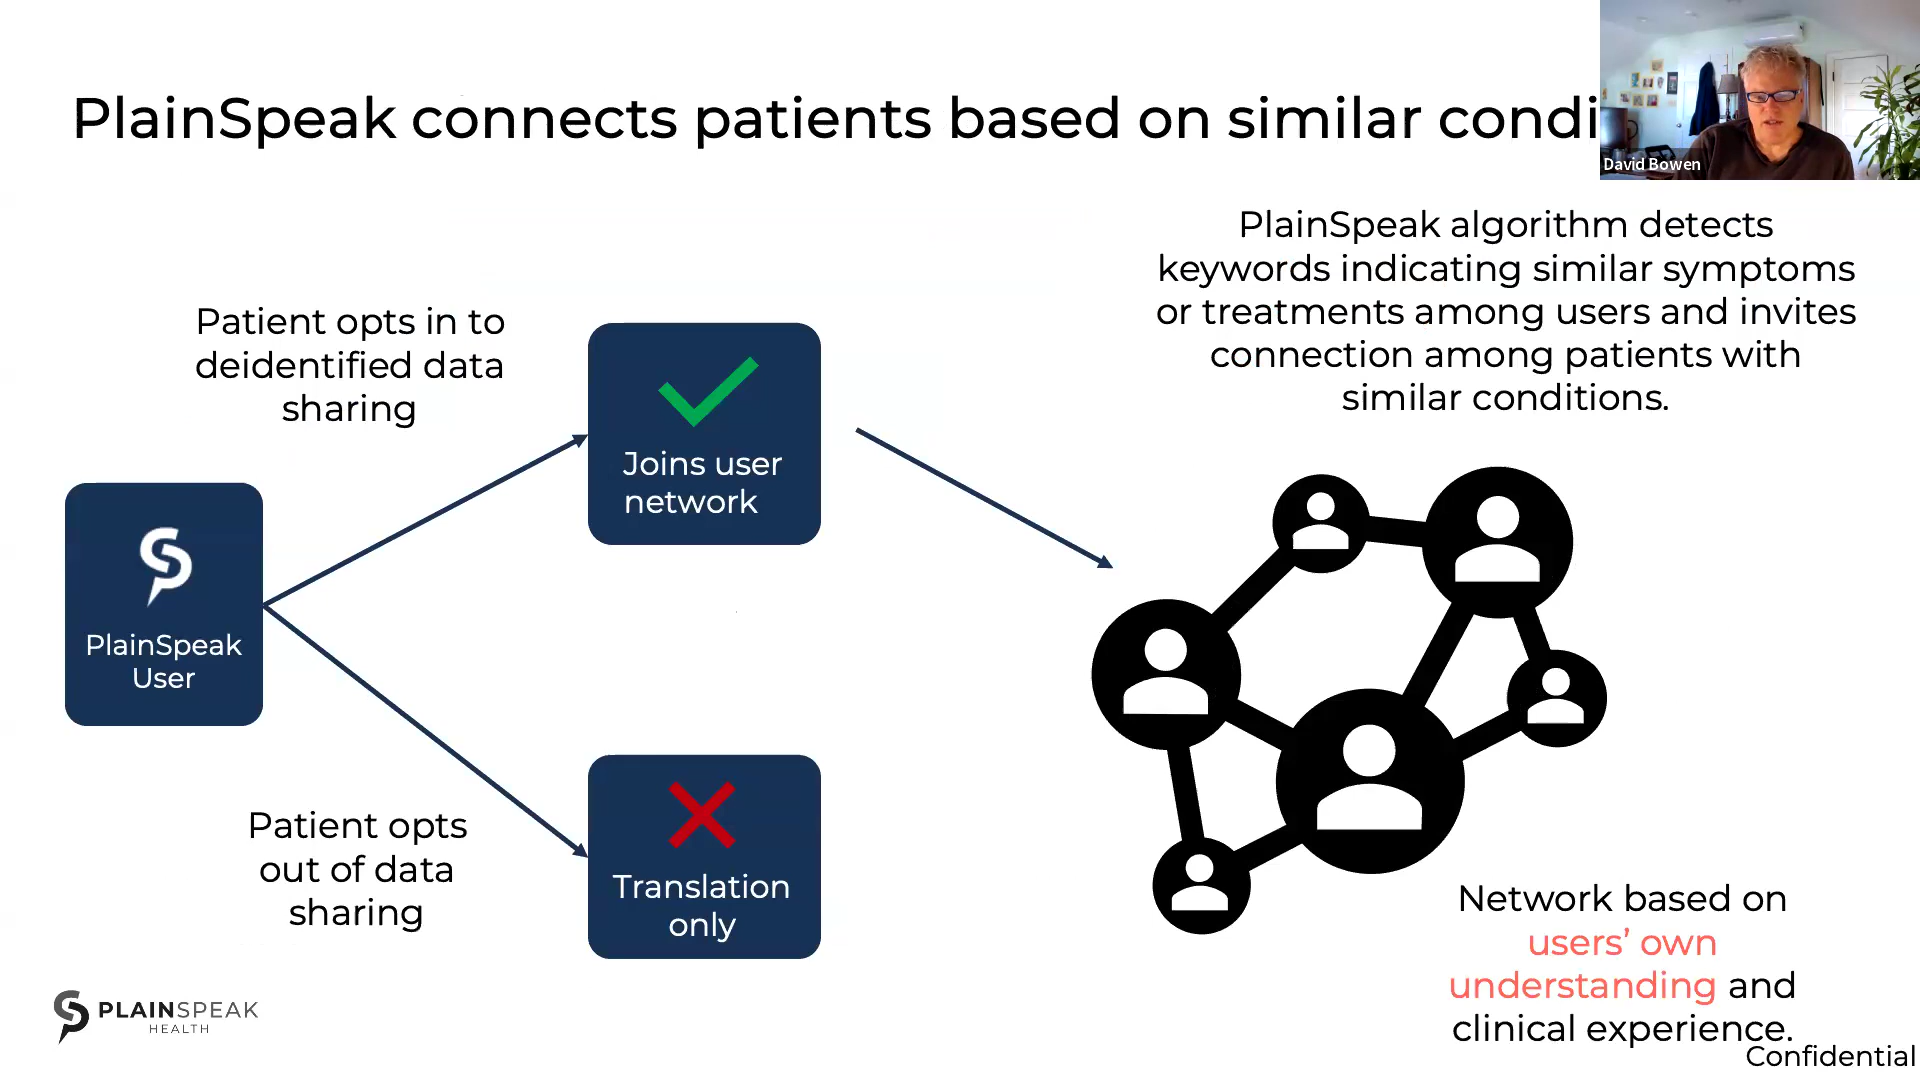 PlainSpeak connects patients based on similar condi
David Bowen
PlainSpeak algorithm detects
keywords indicating similar symptoms
or treatments among users and invites
connection among patients with
similar conditions.
Patient opts in to
deidentified data
sharing
Joins user
network
PlainSpeak
User
Patient opts
out of data
sharing
Translation
only
Network based on
users’ own
understanding and
clinical experience.
PLAINSPEAK
HEALTH
Confidential